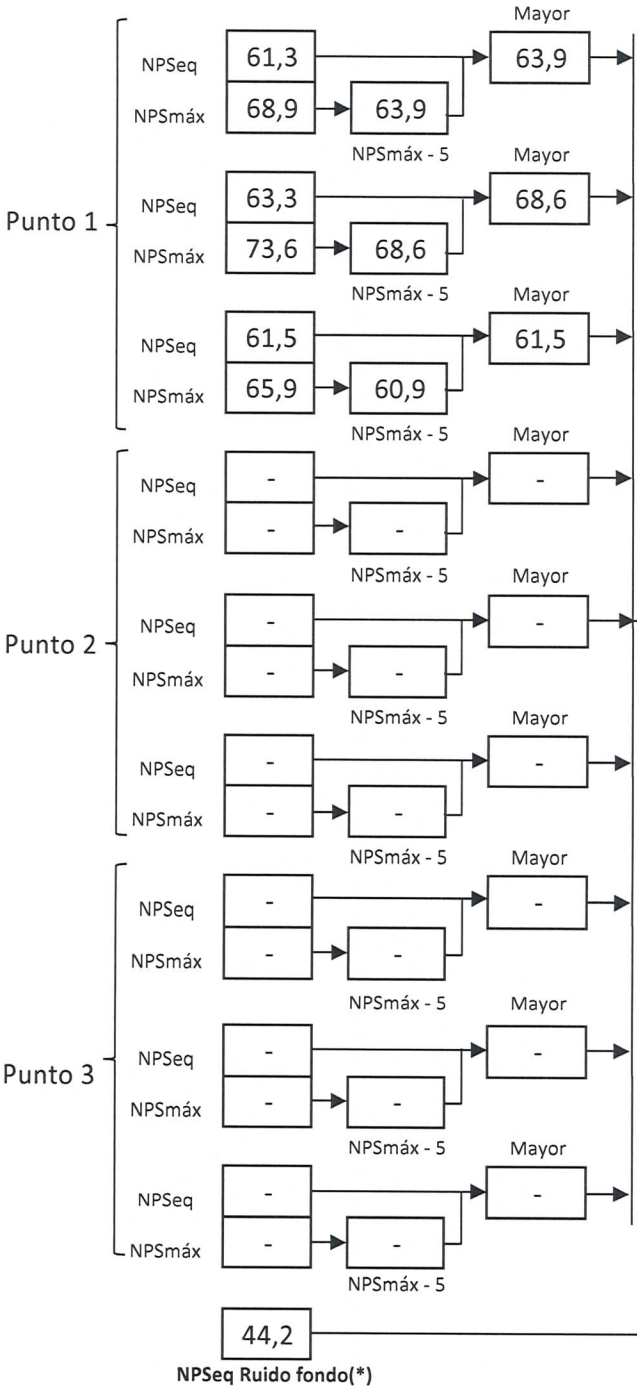 Mayor
NPSeq 61,3 63,9
NPSmáx 68,9 63,9
NPSmáx - 5
Mayor
NPSeq 63,3 68,6
Punto 1
NPSmáx 73,6 68,6
NPSmáx - 5
Mayor
NPSeq 61,5 61,5
NPSmáx 65,9 60,9
NPSmáx - 5
Mayor
NPSeq - -
NPSmáx - -
NPSmáx - 5
Mayor
NPSeq - -
Punto 2
NPSmáx - -
NPSmáx - 5
Mayor
NPSeq - -
NPSmáx - -
NPSmáx - 5
Mayor
NPSeq - -
NPSmáx - -
NPSmáx - 5
Mayor
NPSeq - -
Punto 3
NPSmáx - -
NPSmáx - 5
Mayor
NPSeq - -
NPSmáx - -
NPSmáx - 5
44,2
NPSeq Ruido fondo(*)